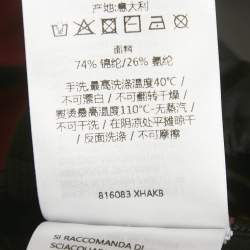 产地:意大利
面料
74% 锦纶/26% 氨纶
手洗,最高洗涤温度40℃ /
不可漂白 / 不可翻转干燥 /
熨烫最高温度110℃-无蒸汽 /
不可干洗 / 在阴凉处平摊晾干
/ 反面洗涤 / 不可摩擦
816083 XHAKB
SI RACCOMANDA DI
SCIACQUARE